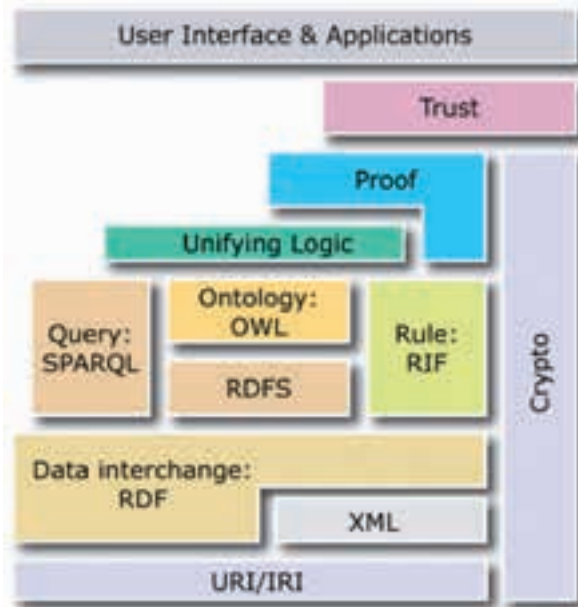 User Interface & Applications
Trust
Proof
Unifying Logic
Query:
SPARQL
Ontology:
OWL
RDFS
Rule:
RIF
Crypto
Data interchange:
RDF
XML
URI/IRI